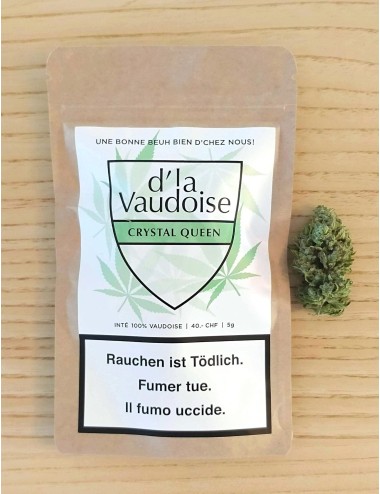 UNE BONNE BEUH BIEN D'CHEZ NOUS!
d'la
Vaudoise
CRYSTAL QUEEN
INTÉ 100% VAUDOISE | 40.- CHF | 5g
Rauchen ist Tödlich.
Fumer tue.
Il fumo uccide.